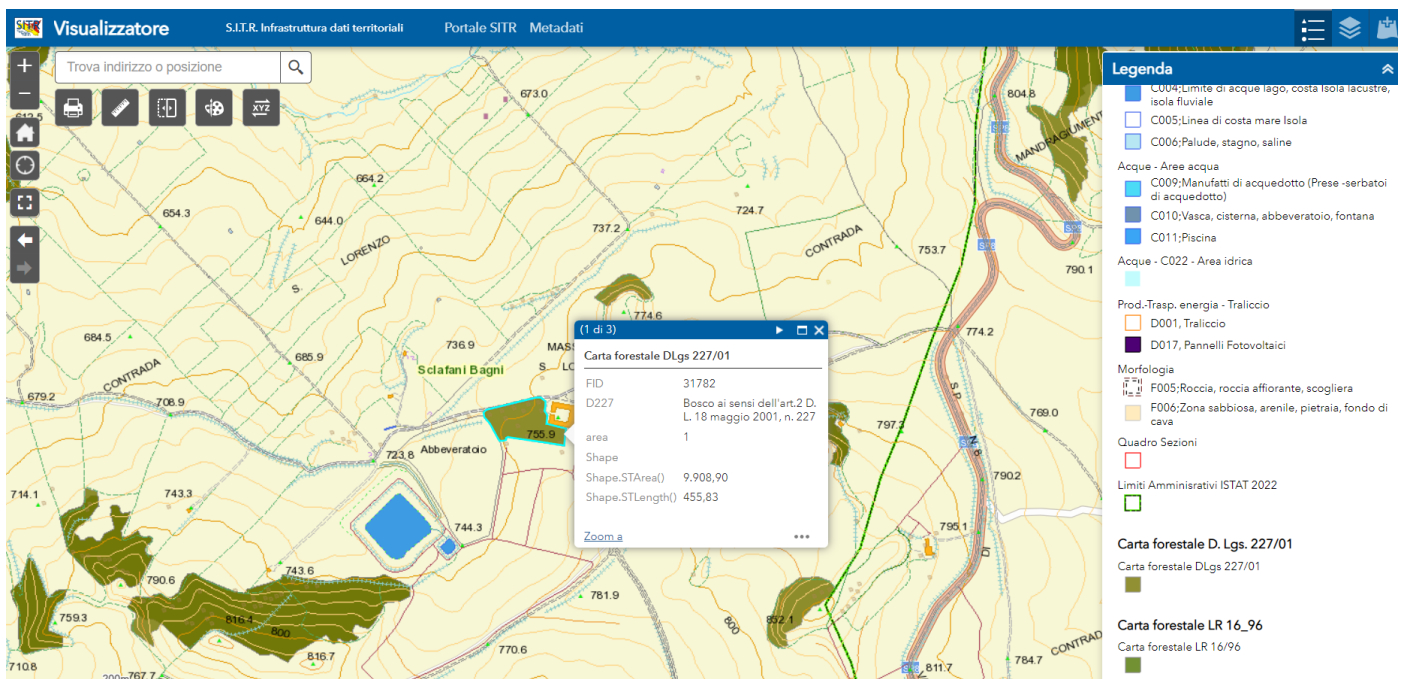 Visualizzatore S.I.T.R. Infrastruttura dati territoriali Portale SITR Metadati
Trova indirizzo o posizione
XYZ
673.0
804.8
MANDRAGIUMENT
664.2
654.3
644.0
724.7
737.2
LORENZO
S.
CONTRADA
753.7
790.1
774.6
774.2
684.5
685.9
736.9
Sclafani Bagni
CONTRADA
679.2
708.9
755.9
723,8
Abbeveratoio
769.0
797.3
S.P.
N. 8
DI
790.2
714.1
743.3
744.3
795.1
743.6
790.6
781.9
759.3
816.4
800
800
852.1
816.7
770.6
784.7
CONTRAD
710.8
767.7
811.7
(1 di 3)
Carta forestale DLgs 227/01
FID 31782
D227 Bosco ai sensi dell'art.2 D.
L. 18 maggio 2001, n. 227
area 1
Shape
Shape.STArea() 9.908,90
Shape.STLength() 455,83
Zoom a
Legenda
C004;Limite di acque lago, costa Isola lacustre,
isola fluviale
C005;Linea di costa mare Isola
C006;Palude, stagno, saline
Acque - Aree acqua
C009;Manufatti di acquedotto (Prese -serbatoi
di acquedotto)
C010;Vasca, cisterna, abbeveratoio, fontana
C011;Piscina
Acque - C022 - Area idrica
Prod.-Trasp. energia - Traliccio
D001, Traliccio
D017, Pannelli Fotovoltaici
Morfologia
F005;Roccia, roccia affiorante, scogliera
F006;Zona sabbiosa, arenile, pietraia, fondo di
cava
Quadro Sezioni
Limiti Amminisrativi ISTAT 2022
Carta forestale D. Lgs. 227/01
Carta forestale DLgs 227/01
Carta forestale LR 16_96
Carta forestale LR 16/96